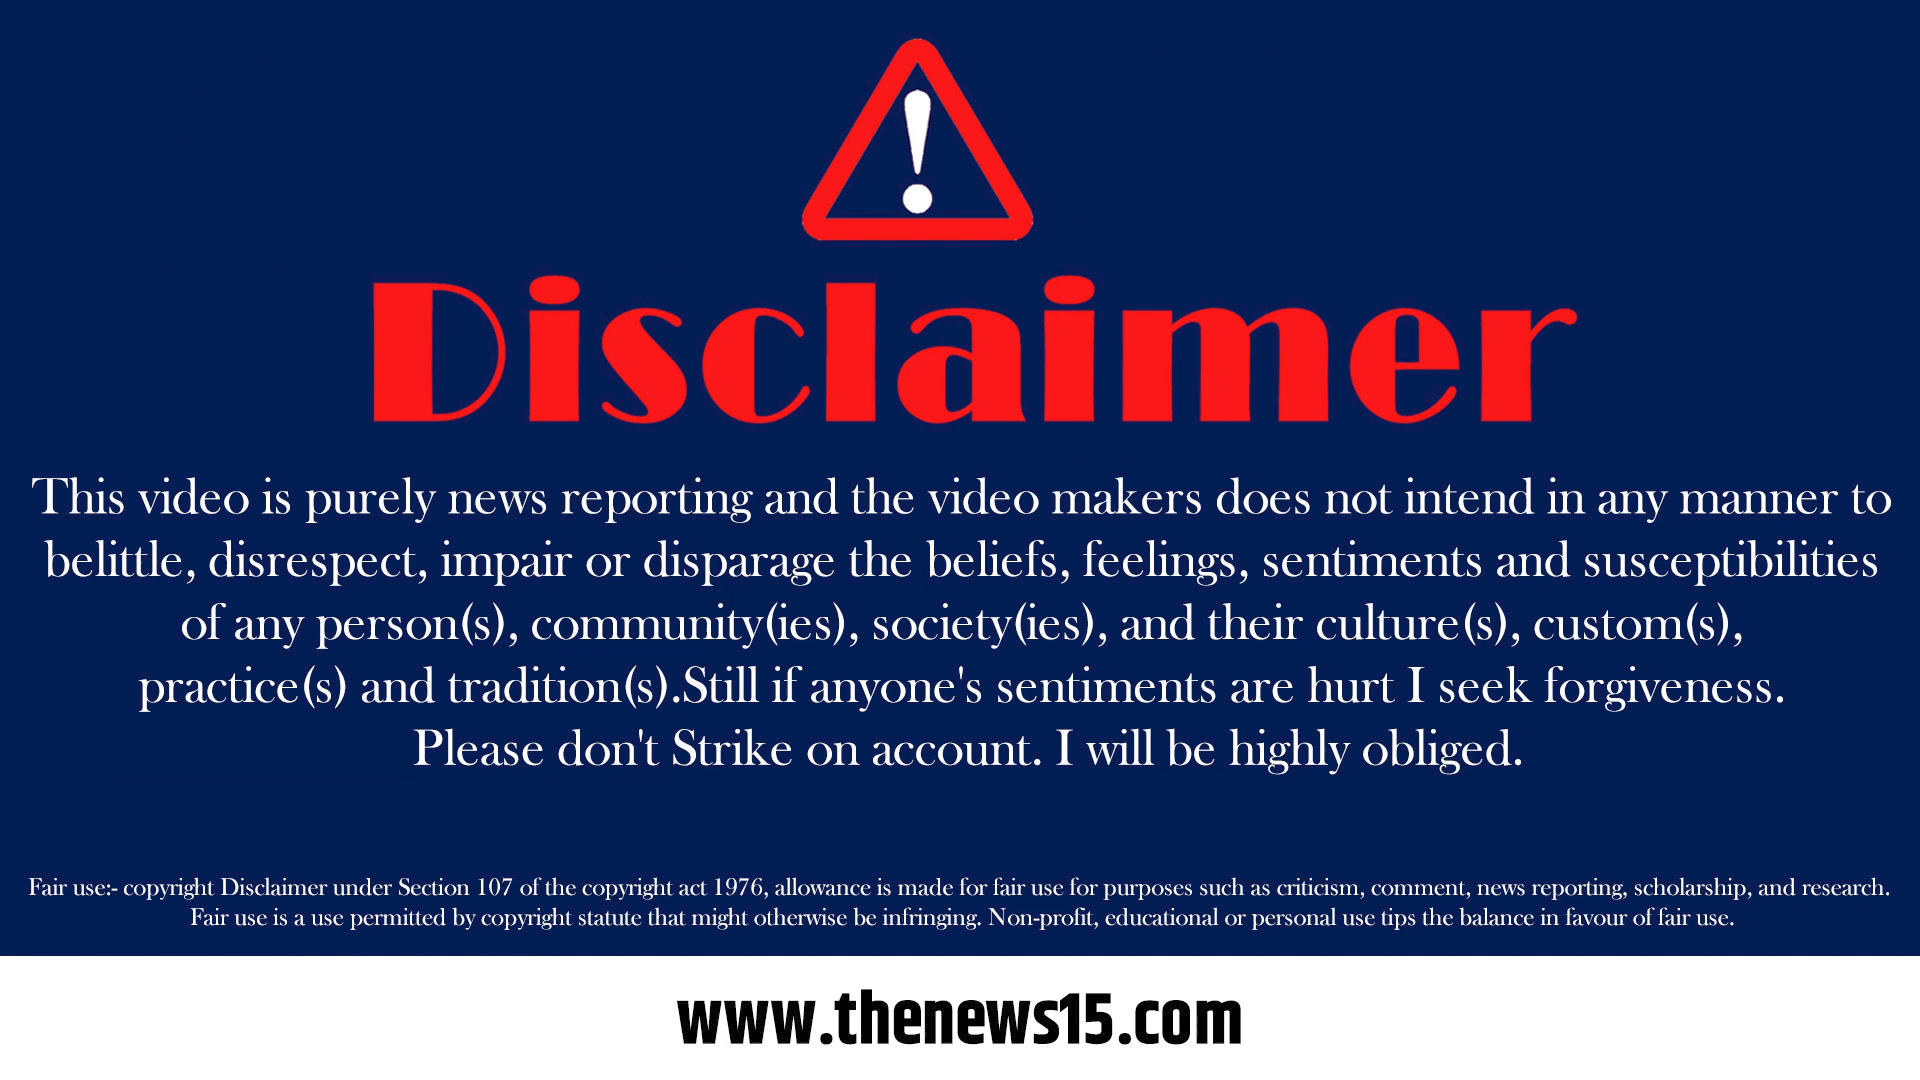 Disclaimer
This video is purely news reporting and the video makers does not intend in any manner to
belittle, disrespect, impair or disparage the beliefs, feelings, sentiments and susceptibilities
of any person(s), community(ies), society(ies), and their culture(s), custom(s),
practice(s) and tradition(s).Still if anyone's sentiments are hurt I seek forgiveness.
Please don't Strike on account. I will be highly obliged.
Fair use:- copyright Disclaimer under Section 107 of the copyright act 1976, allowance is made for fair use for purposes such as criticism, comment, news reporting, scholarship, and research.
Fair use is a use permitted by copyright statute that might otherwise be infringing. Non-profit, educational or personal use tips the balance in favour of fair use.
www.thenews15.com